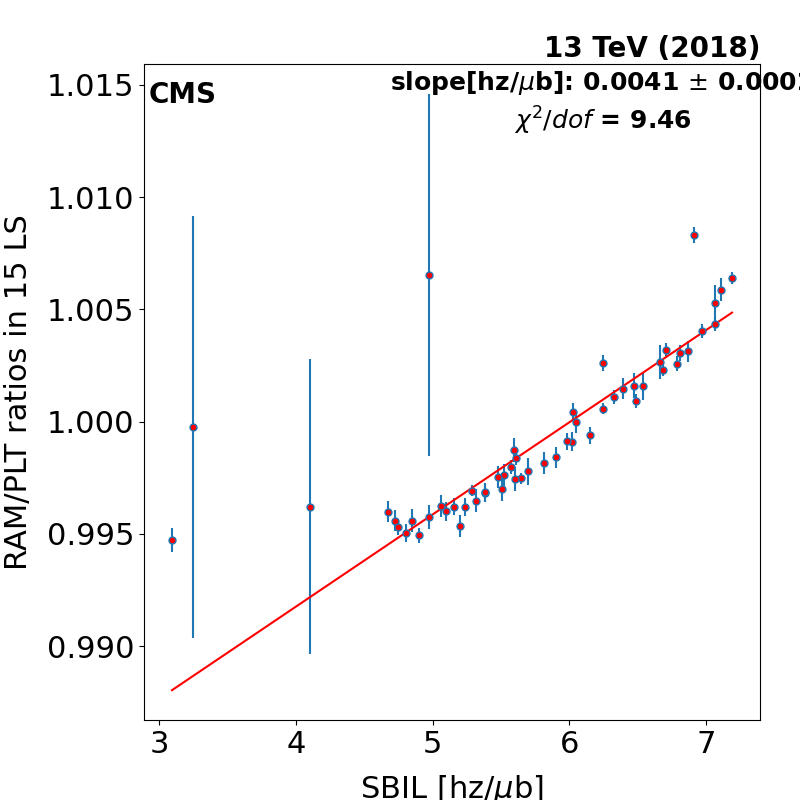 13 TeV (2018)
CMS
slope[hz/μb]: 0.0041 ± 0.000
χ²/dof = 9.46
1.015
1.010
1.005
1.000
0.995
0.990
RAM/PLT ratios in 15 LS
3 4 5 6 7
SBIL [hz/μb]